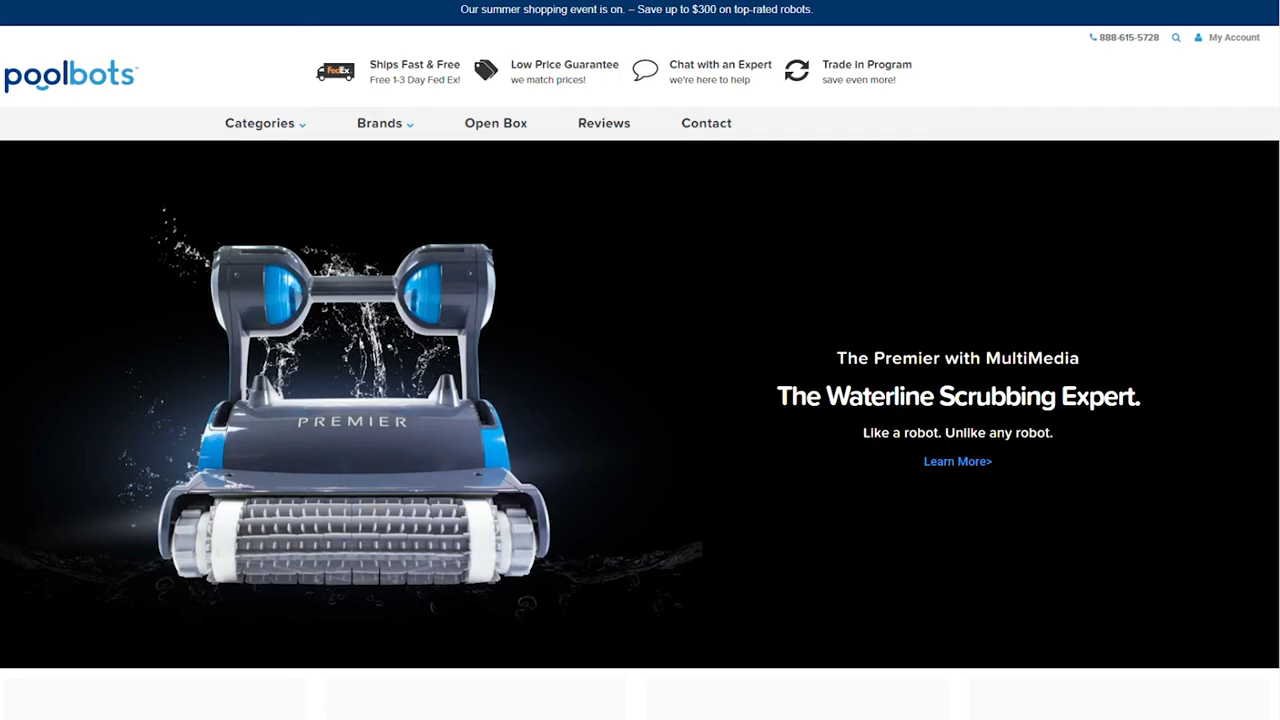 Our summer shopping event is on. – Save up to $300 on top-rated robots.
888-615-5728 My Account
poolbots™
FedEx
Ships Fast & Free
Free 1-3 Day Fed Ex!
Low Price Guarantee
we match prices!
Chat with an Expert
we're here to help
Trade in Program
save even more!
Categories Brands Open Box Reviews Contact
PREMIER
The Premier with MultiMedia
The Waterline Scrubbing Expert.
Like a robot. Unlike any robot.
Learn More>